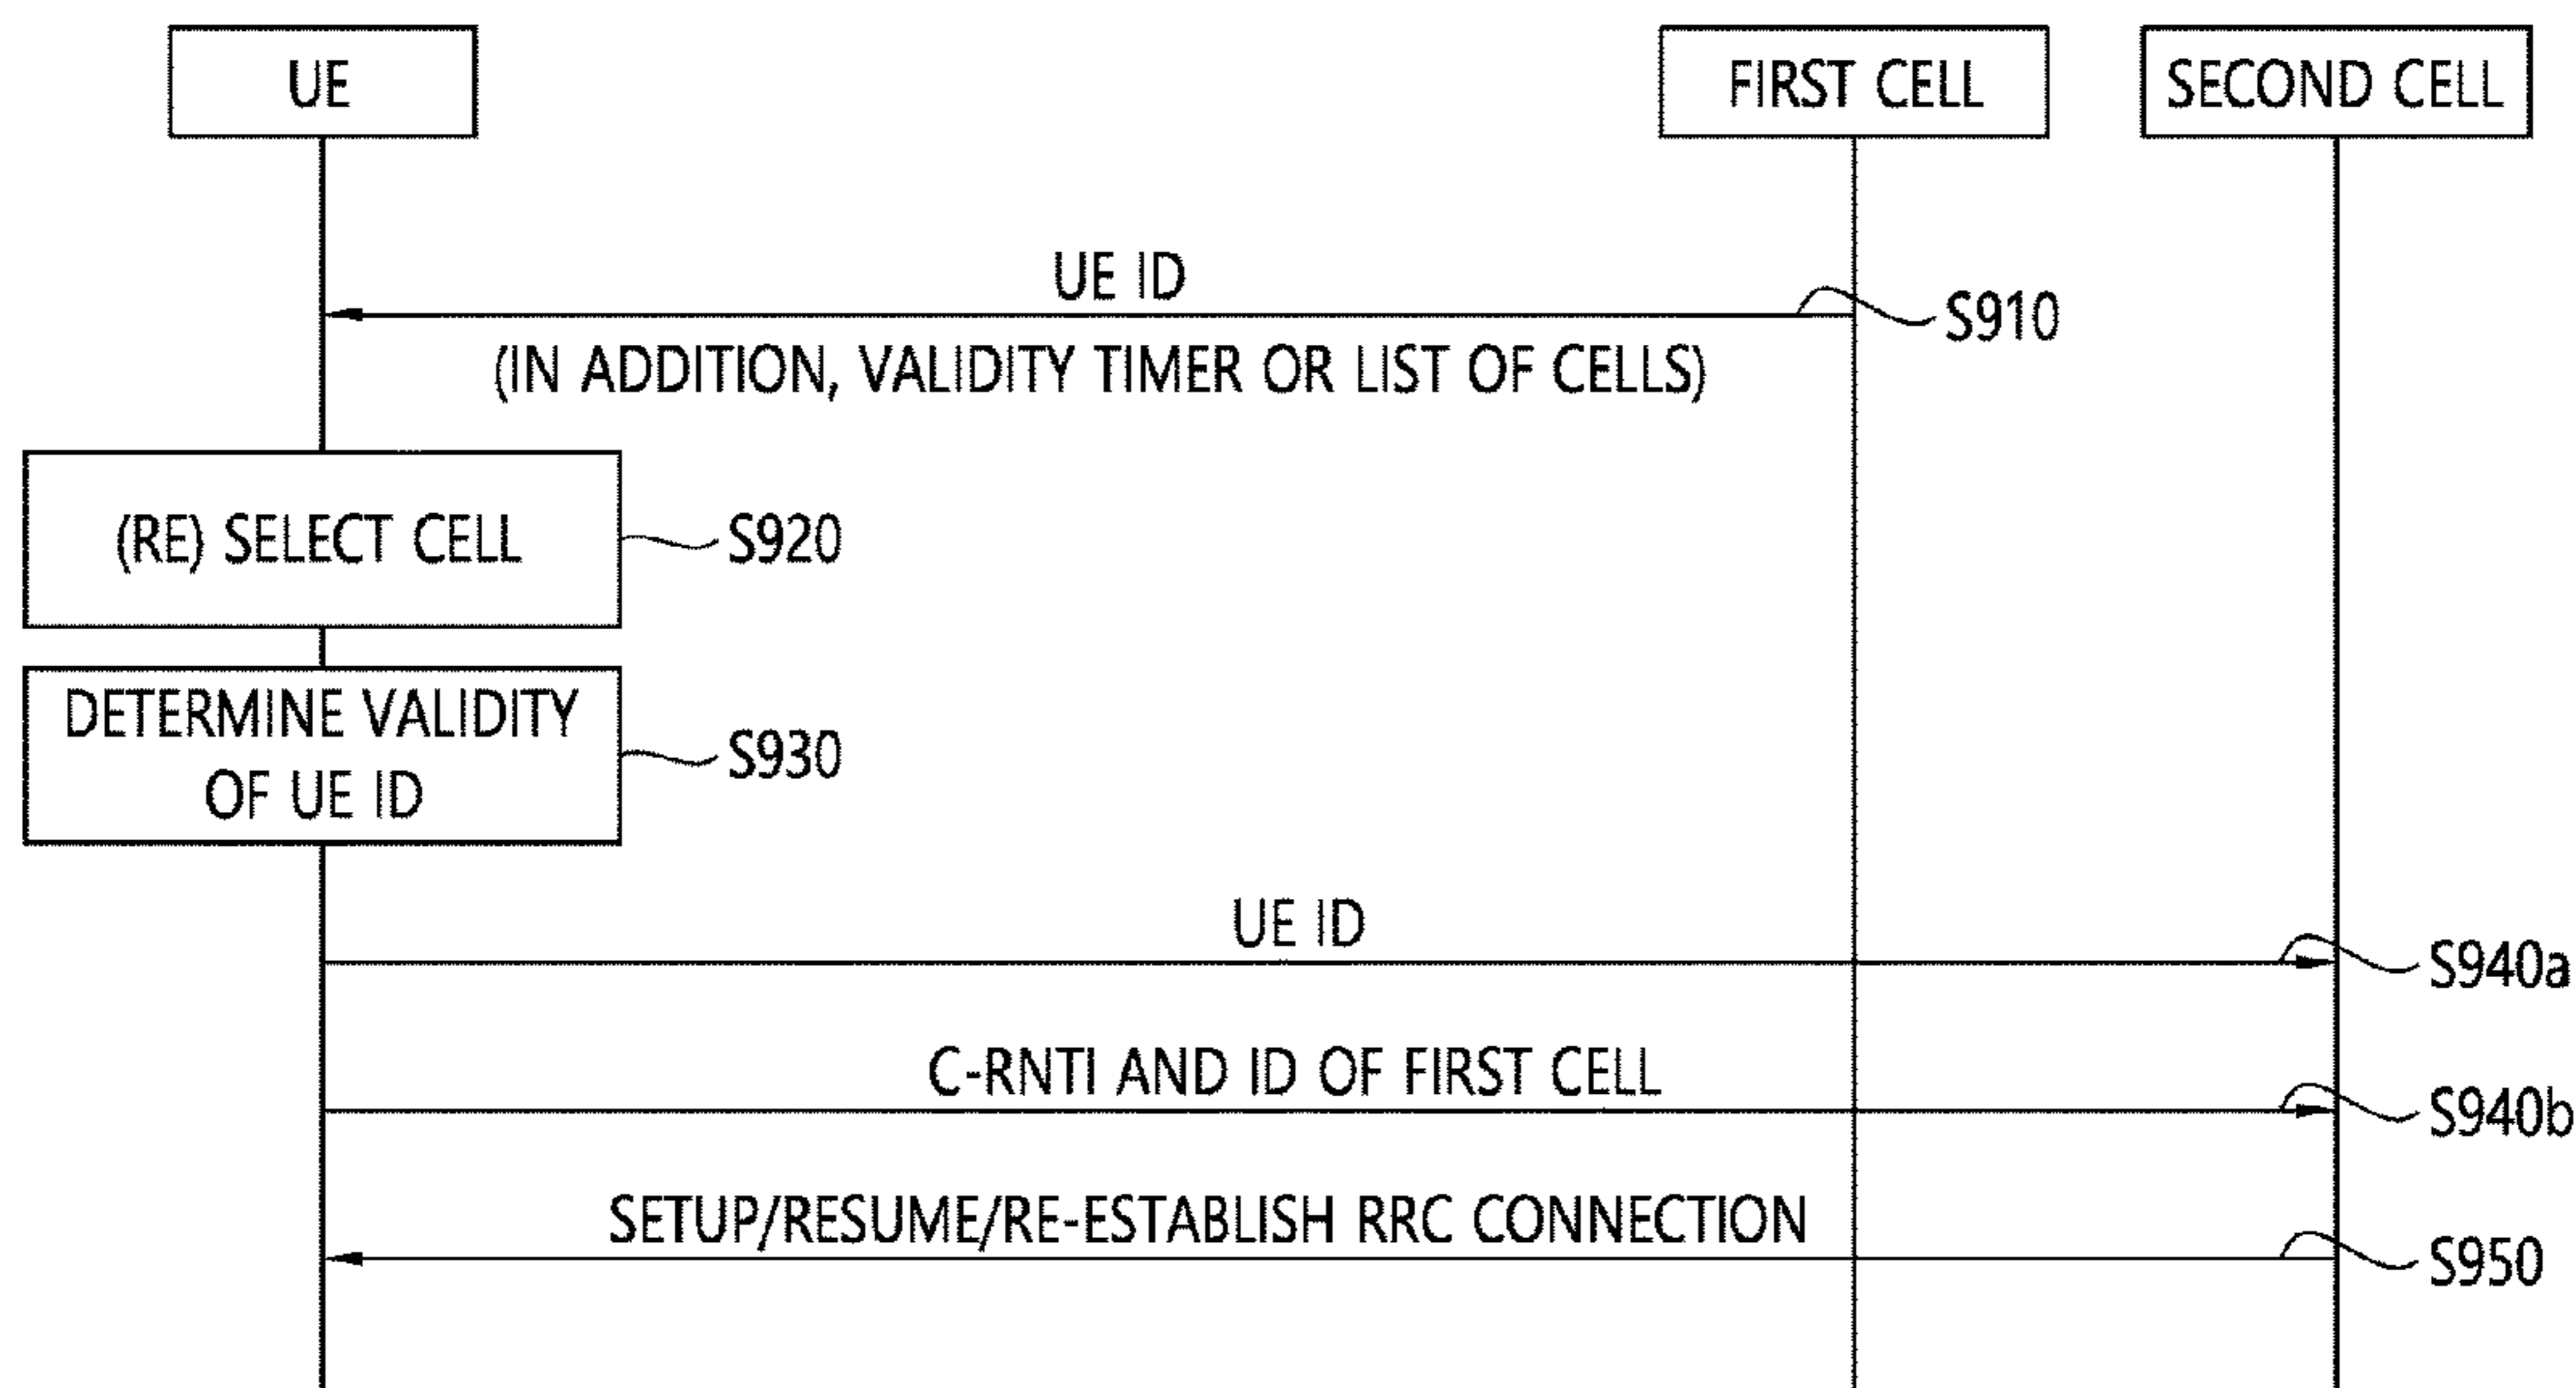 UE
FIRST CELL
SECOND CELL
UE ID
S910
(IN ADDITION, VALIDITY TIMER OR LIST OF CELLS)
(RE) SELECT CELL
S920
DETERMINE VALIDITY
OF UE ID
S930
UE ID
S940a
C-RNTI AND ID OF FIRST CELL
S940b
SETUP/RESUME/RE-ESTABLISH RRC CONNECTION
S950